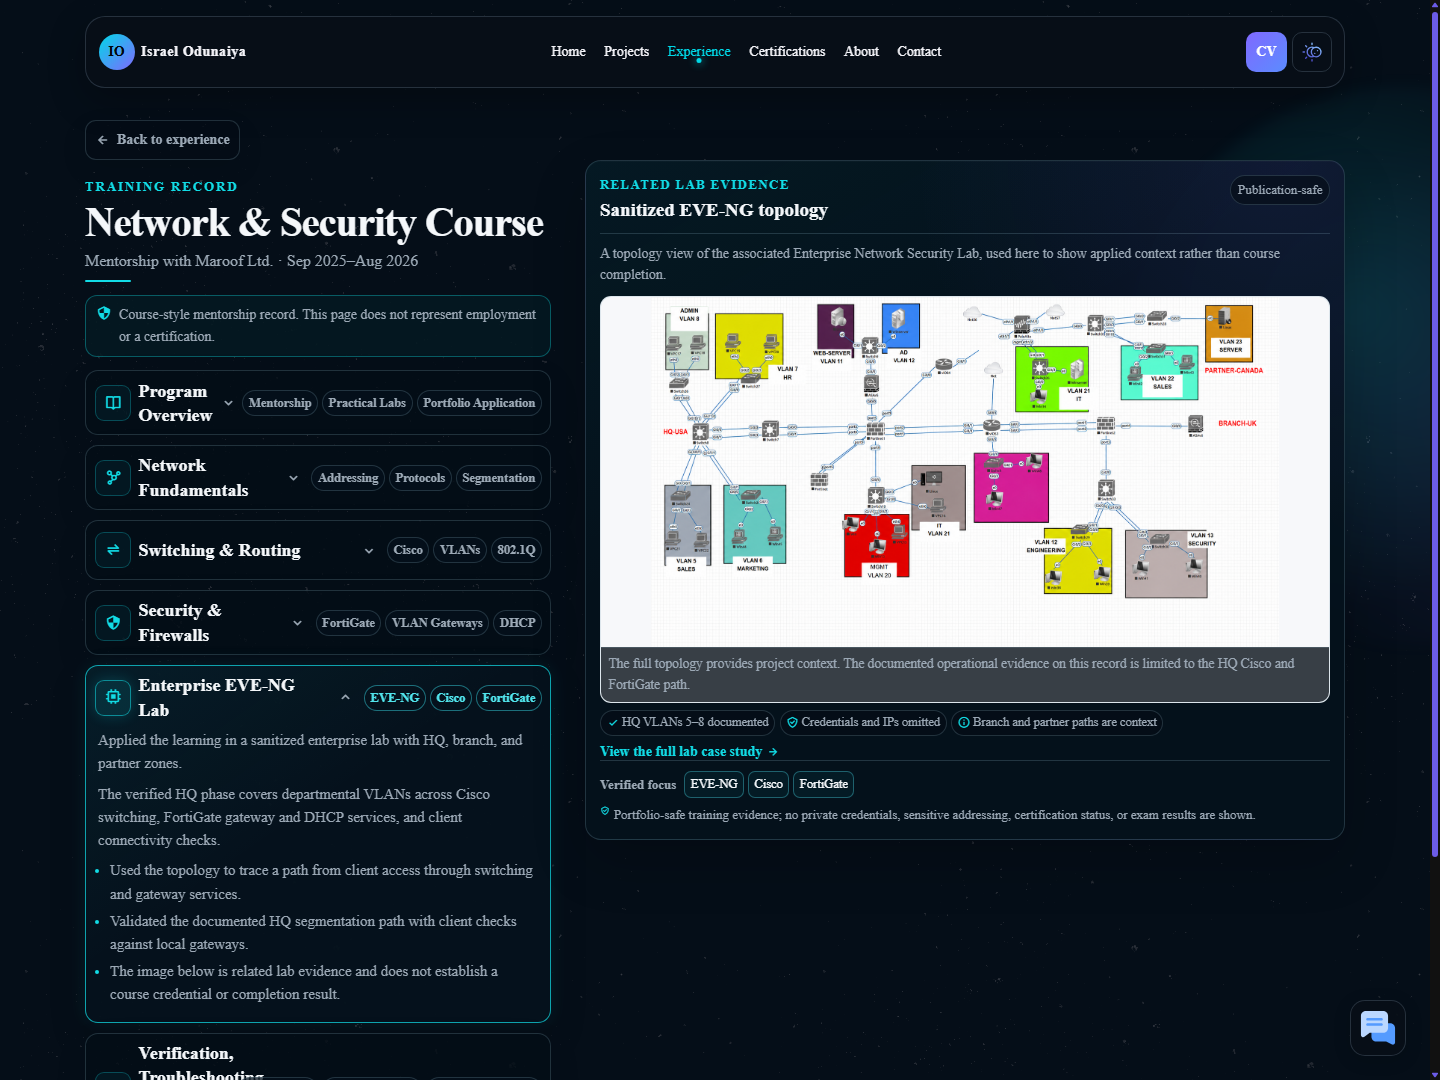 IO Israel Odunaiya
Home Projects Experience Certifications About Contact
CV
← Back to experience
TRAINING RECORD
Network & Security Course
Mentorship with Maroof Ltd. · Sep 2025–Aug 2026
Course-style mentorship record. This page does not represent employment
or a certification.
Program
Overview
Mentorship Practical Labs Portfolio Application
Network
Fundamentals
Addressing Protocols Segmentation
Switching & Routing
Cisco VLANs 802.1Q
Security &
Firewalls
FortiGate VLAN Gateways DHCP
Enterprise EVE-NG
Lab
EVE-NG Cisco FortiGate
Applied the learning in a sanitized enterprise lab with HQ, branch, and
partner zones.
The verified HQ phase covers departmental VLANs across Cisco
switching, FortiGate gateway and DHCP services, and client
connectivity checks.
• Used the topology to trace a path from client access through switching
and gateway services.
• Validated the documented HQ segmentation path with client checks
against local gateways.
• The image below is related lab evidence and does not establish a
course credential or completion result.
Verification,
Troubleshooting
RELATED LAB EVIDENCE
Publication-safe
Sanitized EVE-NG topology
A topology view of the associated Enterprise Network Security Lab, used here to show applied context rather than course
completion.
ADMIN
VLAN 8
VLAN 7
HR
WEB-SERVER
VLAN 11
AD
VLAN 12
VLAN 21
IT
VLAN 22
SALES
VLAN 23
SERVER
PARTNER-CANADA
HQ-USA
BRANCH-UK
VLAN 5
SALES
VLAN 6
MARKETING
IT
VLAN 21
MGMT
VLAN 20
VLAN 12
ENGINEERING
VLAN 13
SECURITY
The full topology provides project context. The documented operational evidence on this record is limited to the HQ Cisco and
FortiGate path.
HQ VLANs 5–8 documented Credentials and IPs omitted Branch and partner paths are context
View the full lab case study →
Verified focus EVE-NG Cisco FortiGate
Portfolio-safe training evidence; no private credentials, sensitive addressing, certification status, or exam results are shown.